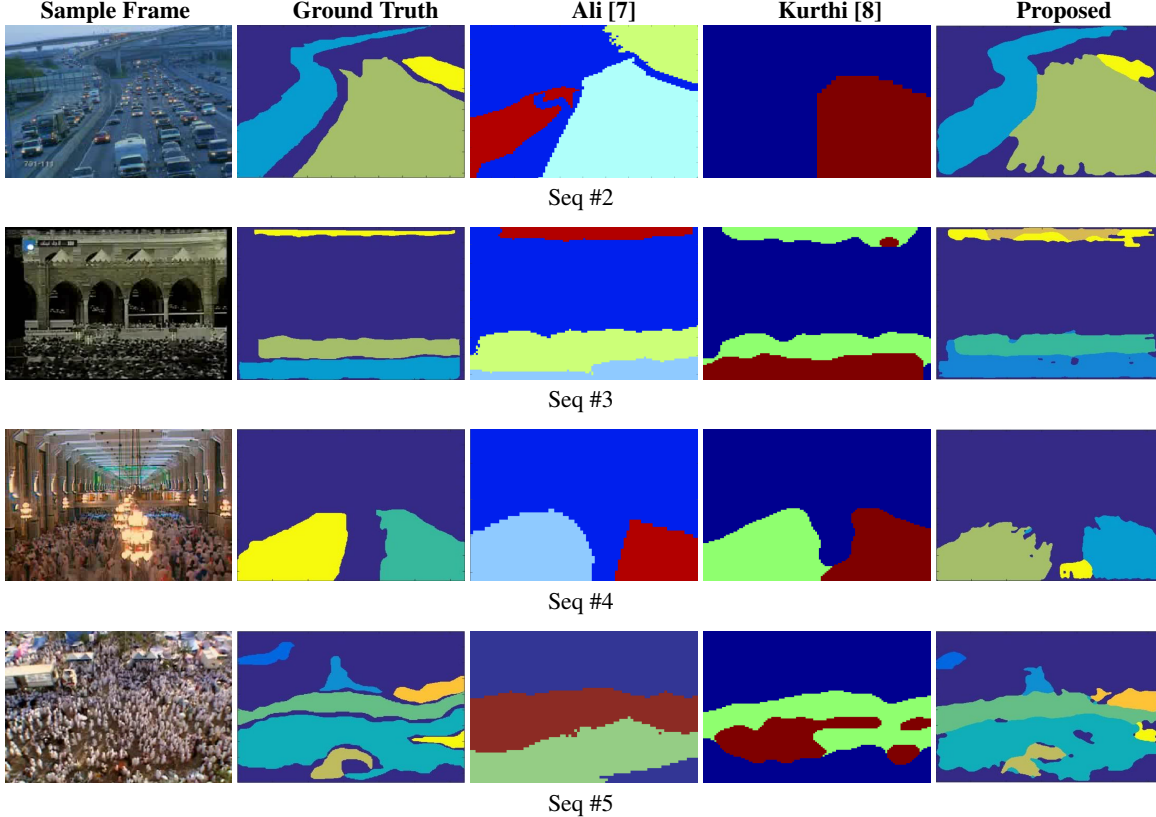 Sample Frame Ground Truth Ali [7] Kurthi [8] Proposed
Seq #2
Seq #3
Seq #4
Seq #5